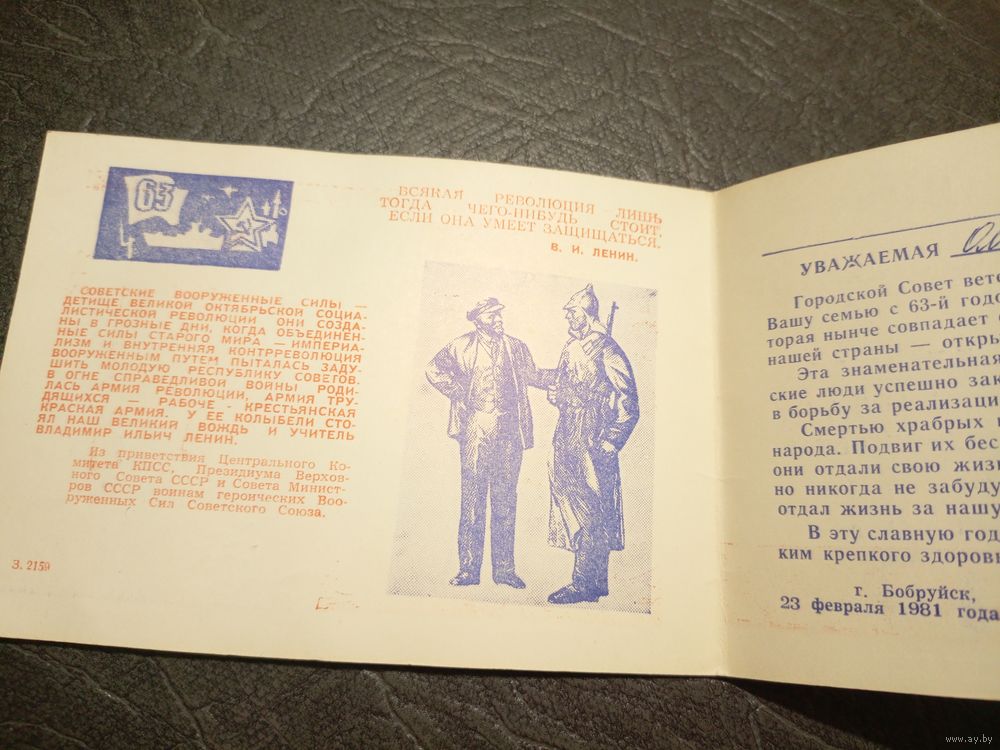 63
СОВЕТСКИЕ ВООРУЖЕННЫЕ СИЛЫ —
ДЕТИЩЕ ВЕЛИКОЙ ОКТЯБРЬСКОЙ СОЦИА-
ЛИСТИЧЕСКОЙ РЕВОЛЮЦИИ ОНИ СОЗДА-
НЫ В ГРОЗНЫЕ ДНИ, КОГДА ОБЪЕДИНЕН-
НЫЕ СИЛЫ СТАРОГО МИРА — ИМПЕРИА-
ЛИЗМ И ВНУТРЕННЯЯ КОНТРРЕВОЛЮЦИЯ
ВООРУЖЕННЫМ ПУТЕМ ПЫТАЛАСЬ ЗАДУ-
ШИТЬ МОЛОДУЮ РЕСПУБЛИКУ СОВЕТОВ.
В ОГНЕ СПРАВЕДЛИВОЙ ВОЙНЫ РОДИ-
ЛАСЬ АРМИЯ РЕВОЛЮЦИИ, АРМИЯ ТРУ-
ДЯЩИХСЯ — РАБОЧЕ - КРЕСТЬЯНСКАЯ
КРАСНАЯ АРМИЯ. У ЕЕ КОЛЫБЕЛИ СТО-
ЯЛ НАШ ВЕЛИКИЙ ВОЖДЬ И УЧИТЕЛЬ
ВЛАДИМИР ИЛЬИЧ ЛЕНИН.
Из приветствия Центрального Ко-
митета КПСС, Президиума Верхов-
ного Совета СССР и Совета Минист-
ров СССР воинам героических Воо-
руженных Сил Советского Союза.
З. 2159
ВСЯКАЯ РЕВОЛЮЦИЯ ЛИШЬ
ТОГДА ЧЕГО-НИБУДЬ СТОИТ,
ЕСЛИ ОНА УМЕЕТ ЗАЩИЩАТЬСЯ.
В. И. ЛЕНИН.
УВАЖАЕМАЯ
Городской Совет вете
Вашу семью с 63-й годо
торая нынче совпадает с
нашей страны — откры
Эта знаменательная
ские люди успешно зак
в борьбу за реализаци
Смертью храбрых
народа. Подвиг их бес
они отдали свою жизн
но никогда не забуду
отдал жизнь за нашу
В эту славную год
ким крепкого здоровь
г. Бобруйск,
23 февраля 1981 года
www.ay.by